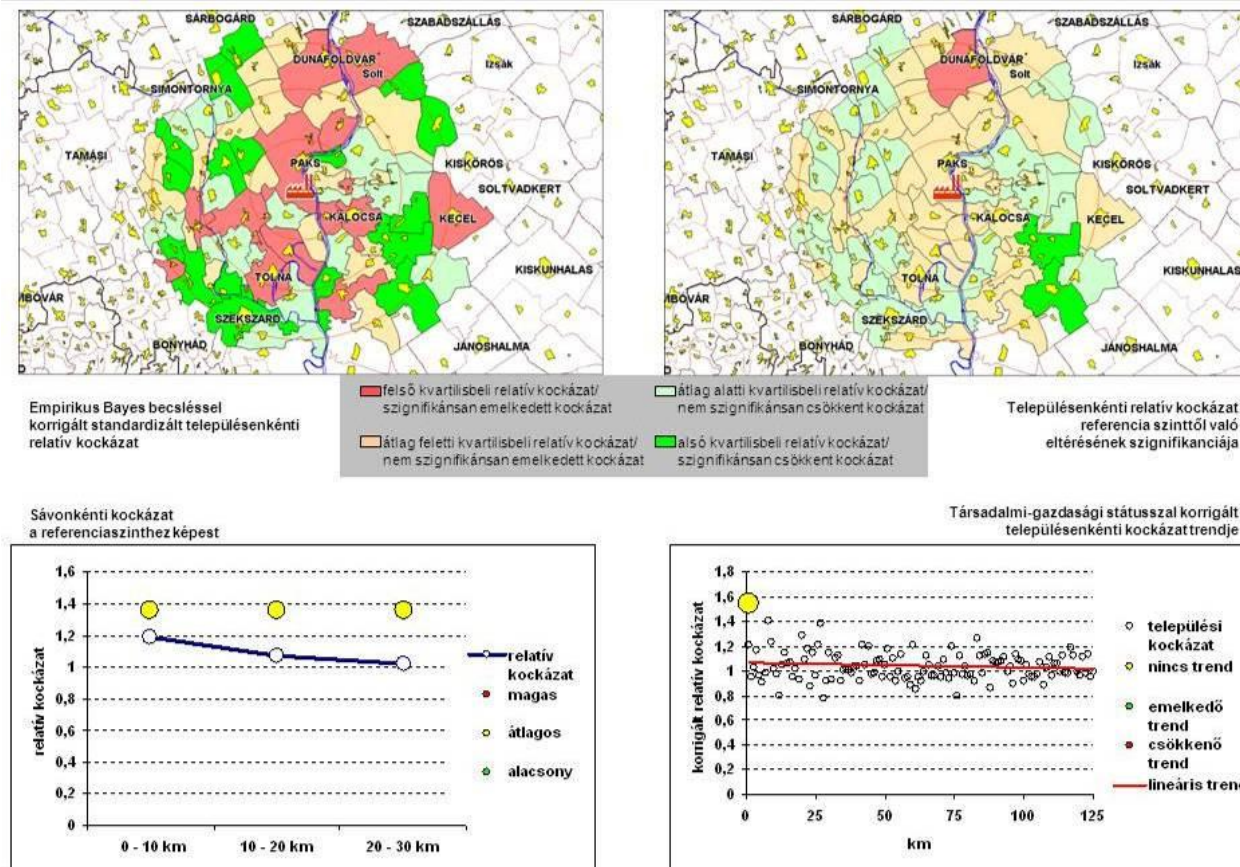 SÁRBOGÁRD
SZABADSZÁLLÁS
DUNAFÖLDVÁR
Solt
Izsák
SIMONTORNYA
TAMÁSI
PAKS
KISKŐRÖS
SOLTVADKERT
KALOCSA
KECEL
KISKUNHALAS
TOLNA
MBÓVÁR
SZEKSZÁRD
BONYHÁD
JÁNOSHALMA
SÁRBOGÁRD
SZABADSZÁLLÁS
DUNAFÖLDVÁR
Solt
Izsák
SIMONTORNYA
TAMÁSI
PAKS
KISKŐRÖS
SOLTVADKERT
KALOCSA
KECEL
KISKUNHALAS
TOLNA
MBÓVÁR
SZEKSZÁRD
BONYHÁD
JÁNOSHALMA
Empirikus Bayes becsléssel
korrigált standardizált településenkénti
relatív kockázat
felső kvartilisbeli relatív kockázat/
szignifikánsan emelkedett kockázat
átlag feletti kvartilisbeli relatív kockázat/
nem szignifikánsan emelkedett kockázat
átlag alatti kvartilisbeli relatív kockázat/
nem szignifikánsan csökkent kockázat
alsó kvartilisbeli relatív kockázat/
szignifikánsan csökkent kockázat
Településenkénti relatív kockázat
referencia szinttől való
eltérésének szignifikanciája
Sávonkénti kockázat
a referenciaszinthez képest
relatív kockázat
1,6
1,4
1,2
1
0,8
0,6
0,4
0,2
0
0 - 10 km
10 - 20 km
20 - 30 km
relatív
kockázat
magas
átlagos
alacsony
Társadalmi-gazdasági státusszal korrigált
településenkénti kockázat trendje
korrigált relatív kockázat
1,8
1,6
1,4
1,2
1
0,8
0,6
0,4
0,2
0
0
25
50
75
100
125
km
települési
kockázat
nincs trend
emelkedő
trend
csökkenő
trend
lineáris trend